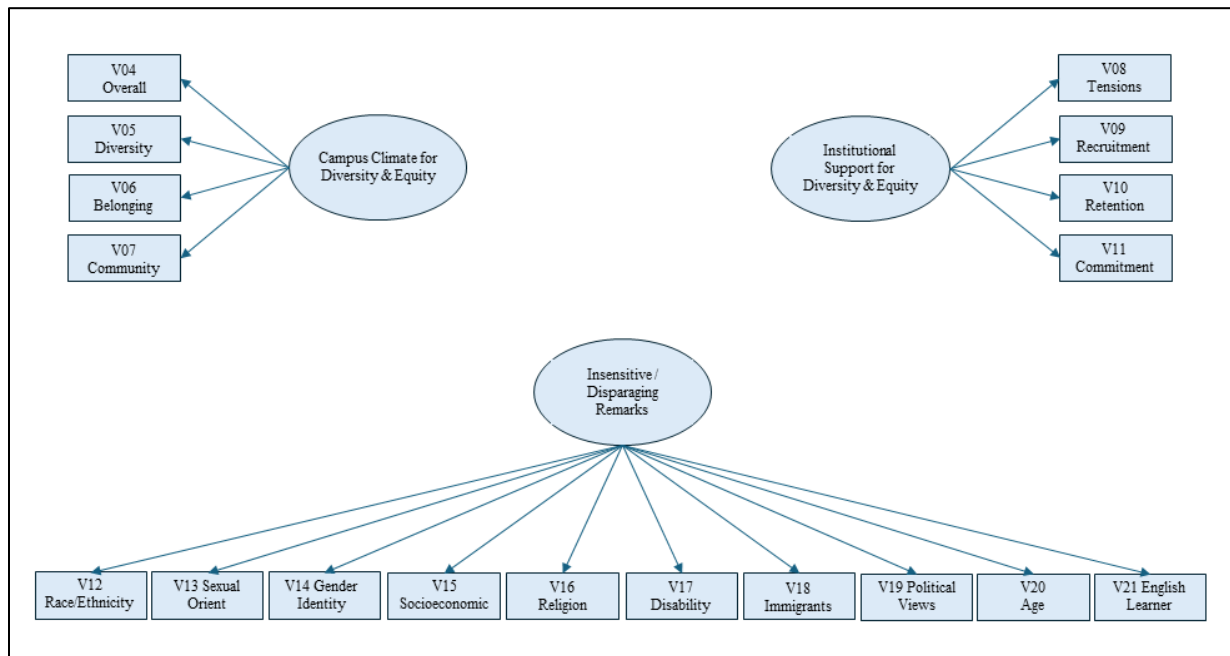 V04
Overall
V05
Diversity
V06
Belonging
V07
Community
Campus Climate for
Diversity & Equity
Institutional
Support for
Diversity & Equity
V08
Tensions
V09
Recruitment
V10
Retention
V11
Commitment
Insensitive /
Disparaging
Remarks
V12
Race/Ethnicity
V13 Sexual
Orient
V14 Gender
Identity
V15
Socioeconomic
V16
Religion
V17
Disability
V18
Immigrants
V19 Political
Views
V20
Age
V21 English
Learner